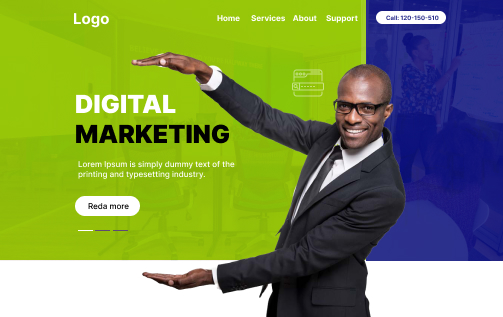 Logo
Home Services About Support
Call: 120-150-510
DIGITAL
MARKETING
Lorem Ipsum is simply dummy text of the
printing and typesetting industry.
Reda more